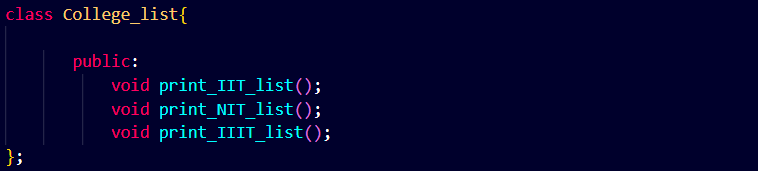 class College_list{
public:
void print_IIT_list();
void print_NIT_list();
void print_IIIT_list();
};